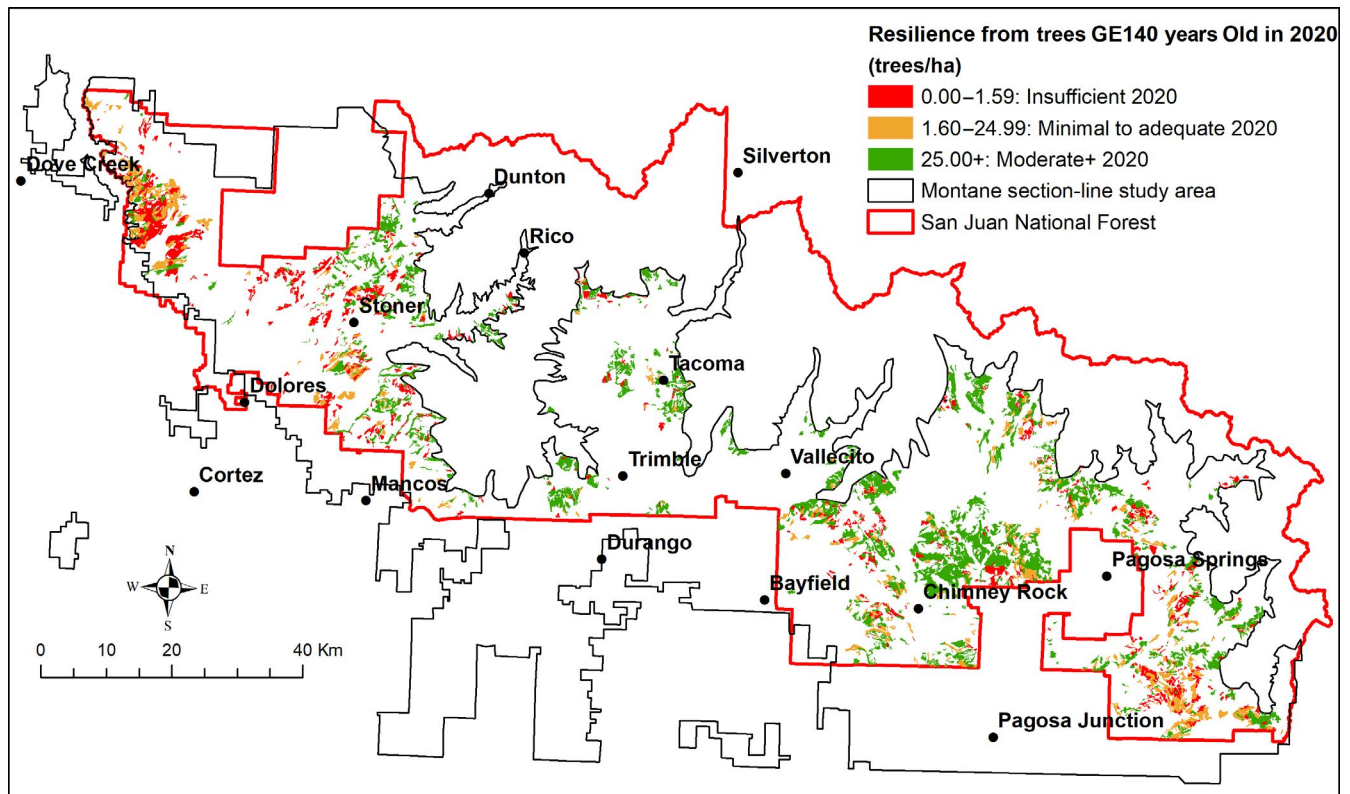 Resilience from trees GE140 years Old in 2020
(trees/ha)
0.00–1.59: Insufficient 2020
1.60–24.99: Minimal to adequate 2020
25.00+: Moderate+ 2020
Montane section-line study area
San Juan National Forest
Dove Creek
Dunton
Silverton
Rico
Stoner
Tacoma
Dolores
Cortez
Mancos
Trimble
Vallecito
Durango
Bayfield
Chimney Rock
Pagosa Springs
Pagosa Junction
N
W E
S
0 10 20 40 Km